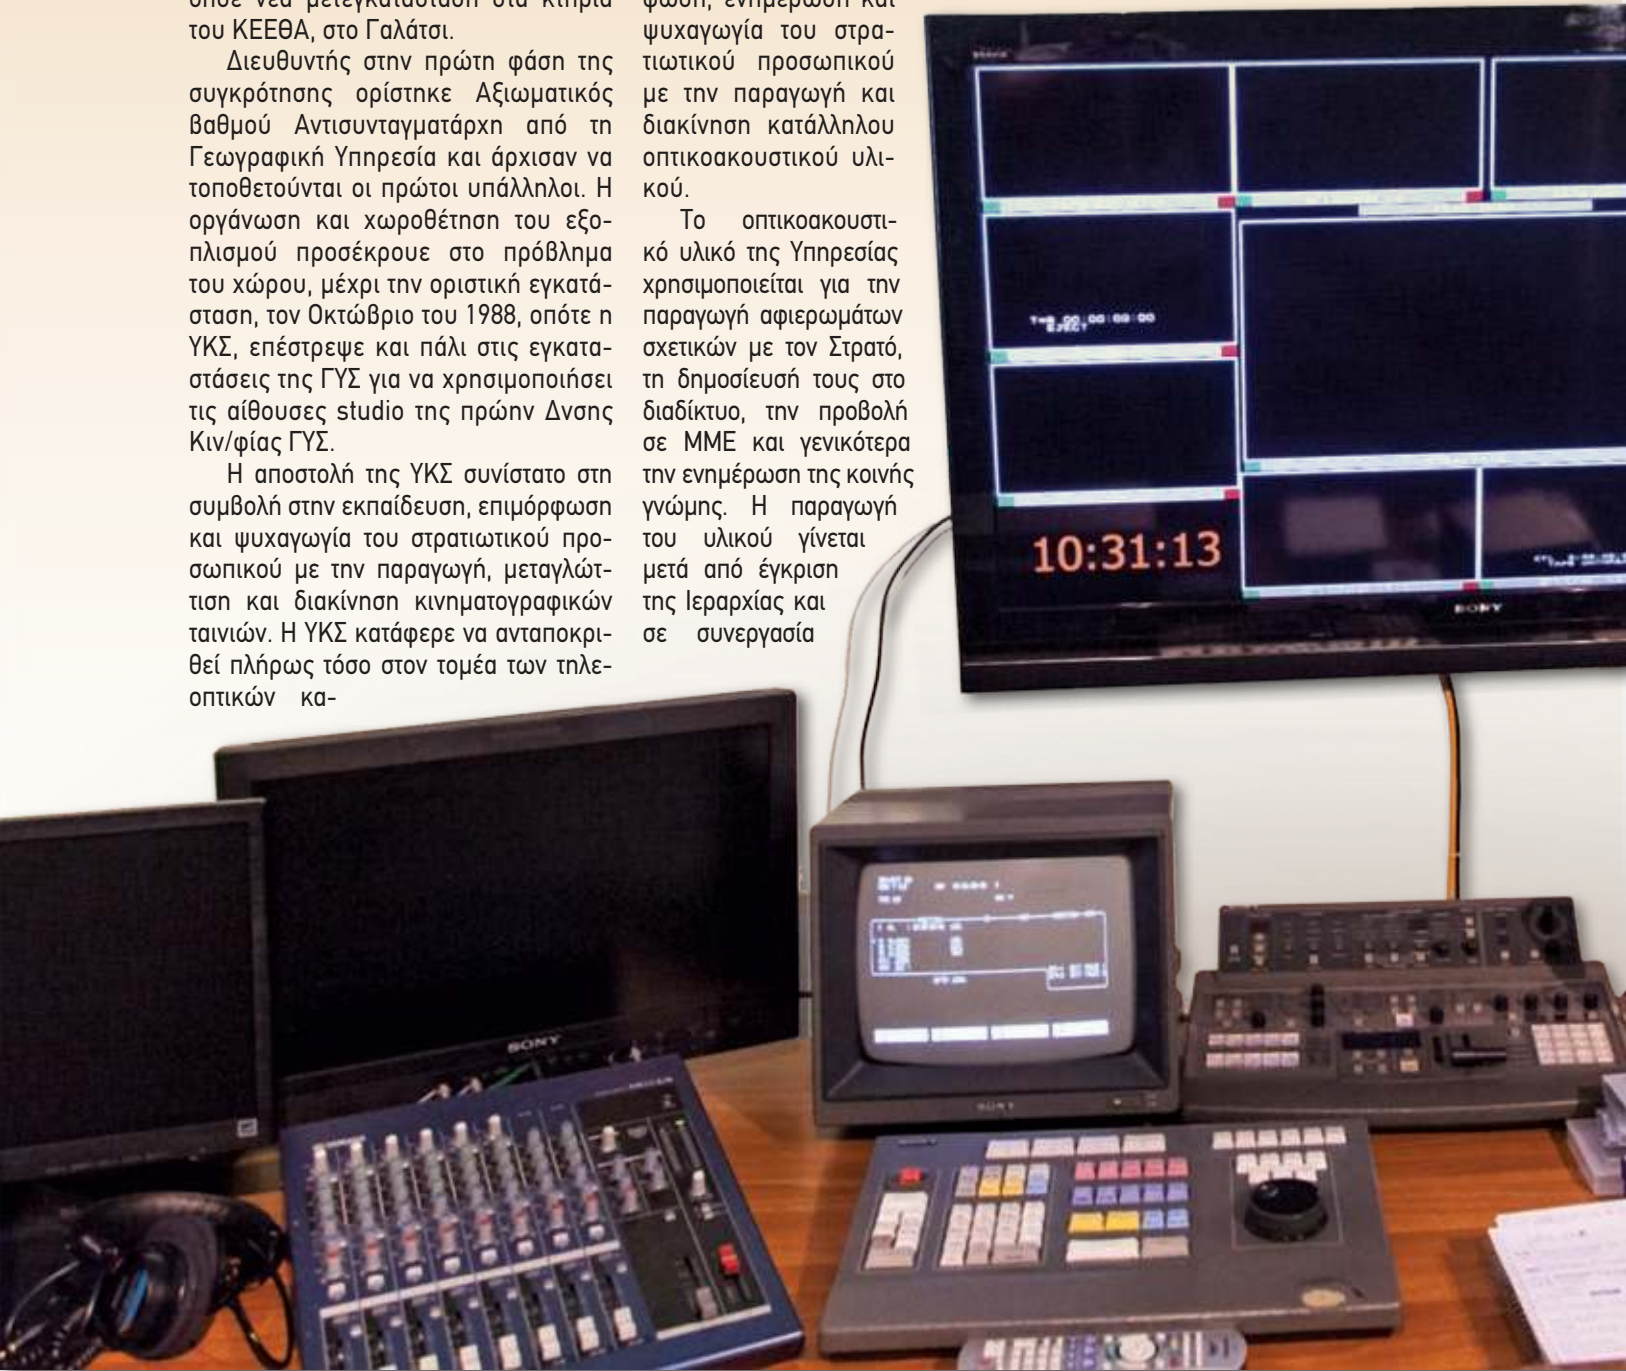 του ΚΕΕΘΑ, στο Γαλάτσι.
Διευθυντής στην πρώτη φάση της
συγκρότησης ορίστηκε Αξιωματικός
βαθμού Αντισυνταγματάρχη από τη
Γεωγραφική Υπηρεσία και άρχισαν να
τοποθετούνται οι πρώτοι υπάλληλοι. Η
οργάνωση και χωροθέτηση του εξο-
πλισμού προσέκρουε στο πρόβλημα
του χώρου, μέχρι την οριστική εγκατά-
σταση, τον Οκτώβριο του 1988, οπότε η
ΥΚΣ, επέστρεψε και πάλι στις εγκατα-
στάσεις της ΓΥΣ για να χρησιμοποιήσει
τις αίθουσες studio της πρώην Δνσης
Κιν/φίας ΓΥΣ.
Η αποστολή της ΥΚΣ συνίστατο στη
συμβολή στην εκπαίδευση, επιμόρφωση
και ψυχαγωγία του στρατιωτικού προ-
σωπικού με την παραγωγή, μεταγλώτ-
τιση και διακίνηση κινηματογραφικών
ταινιών. Η ΥΚΣ κατάφερε να ανταποκρι-
θεί πλήρως τόσο στον τομέα των τηλε-
οπτικών κα-
ψυχαγωγία του στρα-
τιωτικού προσωπικού
με την παραγωγή και
διακίνηση κατάλληλου
οπτικοακουστικού υλι-
κού.
Το οπτικοακουστι-
κό υλικό της Υπηρεσίας
χρησιμοποιείται για την
παραγωγή αφιερωμάτων
σχετικών με τον Στρατό,
τη δημοσίευσή τους στο
διαδίκτυο, την προβολή
σε ΜΜΕ και γενικότερα
την ενημέρωση της κοινής
γνώμης. Η παραγωγή
του υλικού γίνεται
μετά από έγκριση
της Ιεραρχίας και
σε συνεργασία
00:00:00:00
EJECT
10:31:13
SONY
SONY
SONY